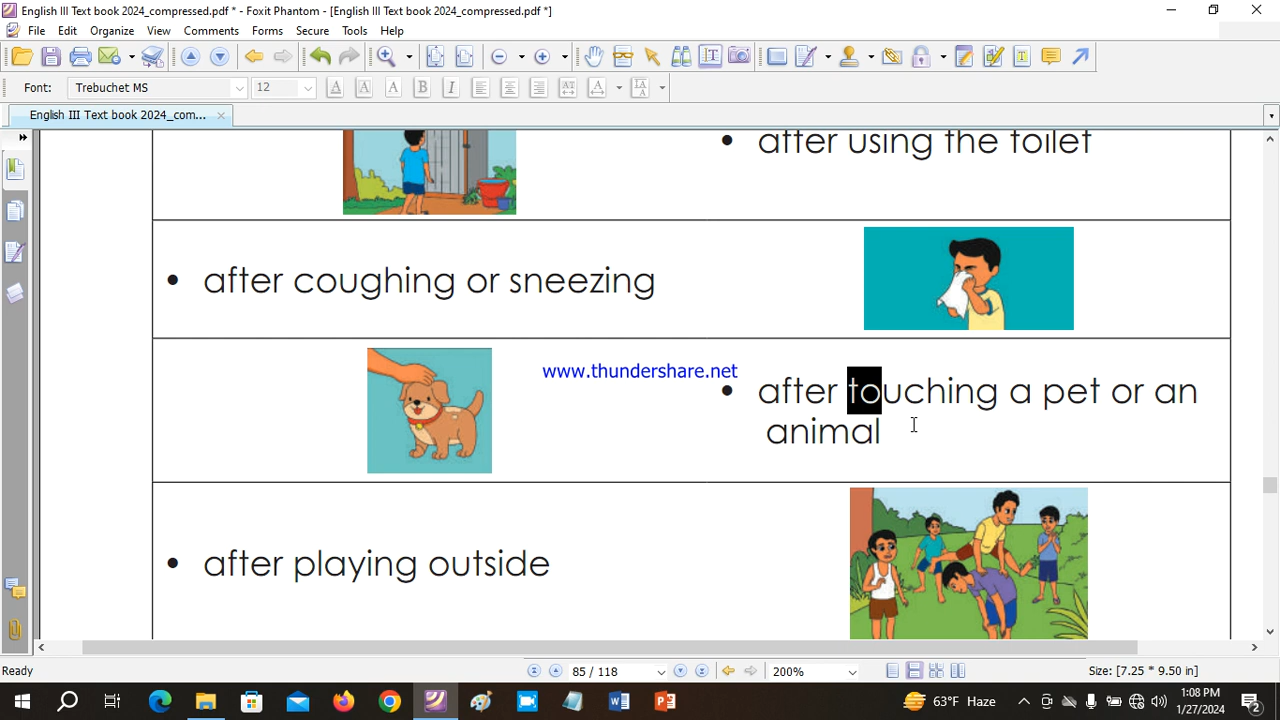 English III Text book 2024_compressed.pdf * - Foxit Phantom - [English III Text book 2024_compressed.pdf *]
File Edit Organize View Comments Forms Secure Tools Help
Font: Trebuchet MS 12
English III Text book 2024_com...
• after using the toilet
• after coughing or sneezing
www.thundershare.net
• after touching a pet or an
animal
• after playing outside
Ready 85 / 118 200% Size: [7.25 * 9.50 in]
63°F Haze 1:08 PM
1/27/2024
2